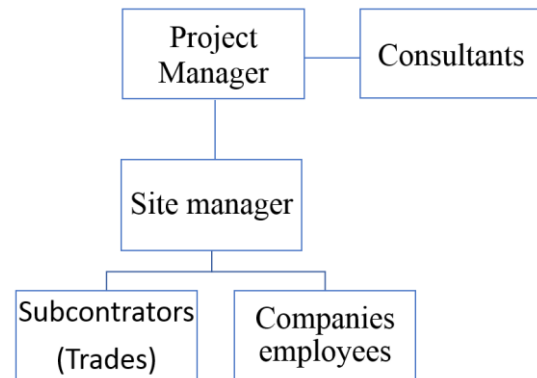 Project
Manager
Consultants
Site manager
Subcontrators
(Trades)
Companies
employees